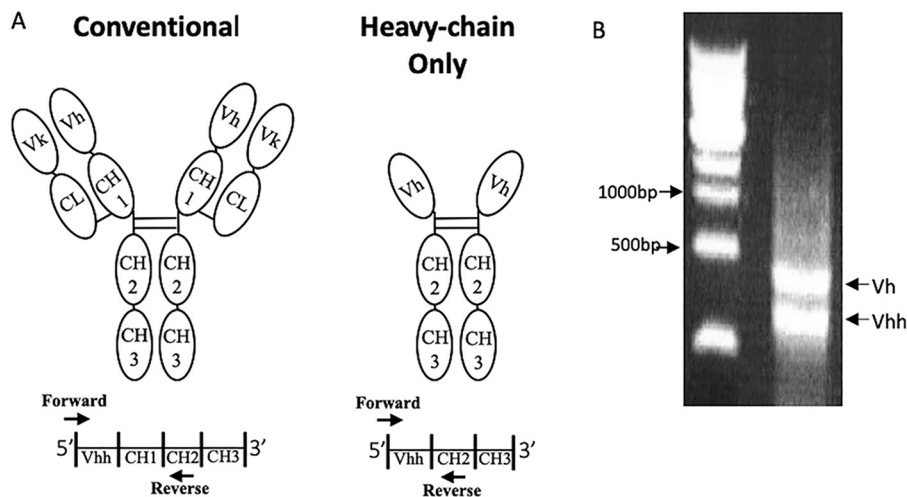 A
Conventional
Heavy-chain
Only
B
Vk
Vh
Vh
Vk
CL
CH
1
CH
1
CL
Vh
Vh
CH
2
CH
2
CH
2
CH
2
CH
3
CH
3
CH
3
CH
3
Forward
5' Vhh CH1 CH2 CH3 3'
Reverse
Forward
5' Vhh CH2 CH3 3'
Reverse
1000bp
500bp
Vh
Vhh